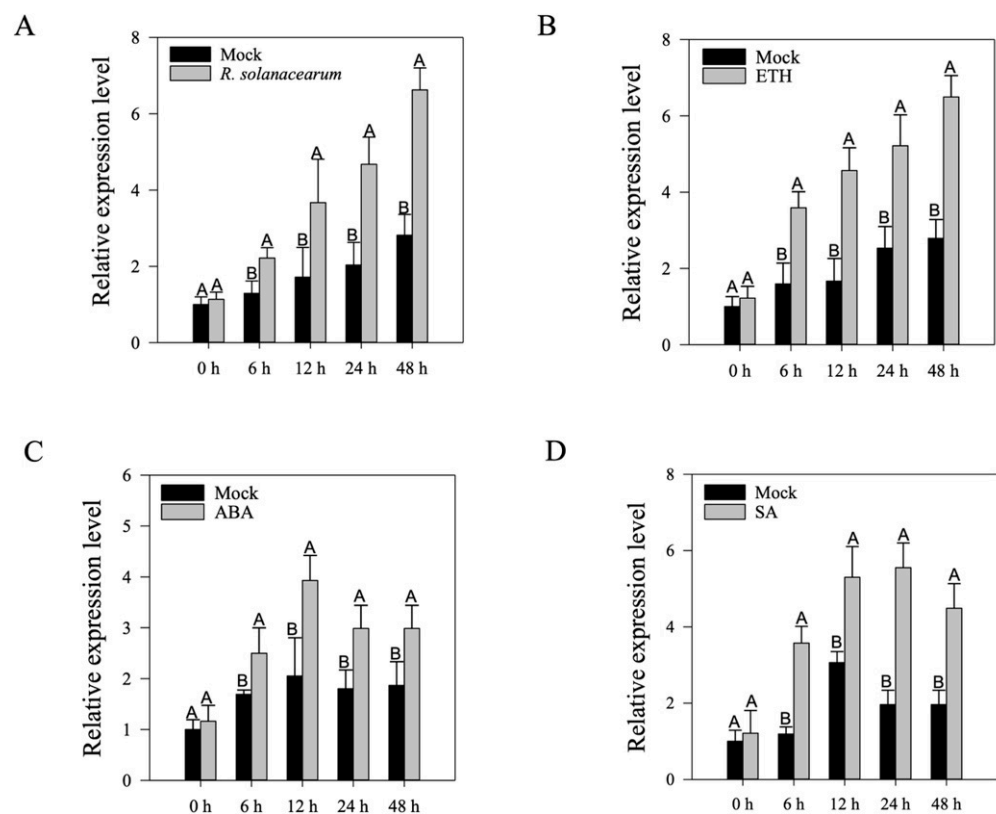 A
Relative expression level
8
6
4
2
0
Mock
R. solanacearum
A A
B A
B A
B A
B A
0 h 6 h 12 h 24 h 48 h
B
Relative expression level
8
6
4
2
0
Mock
ETH
A A
B A
B A
B A
B A
0 h 6 h 12 h 24 h 48 h
C
Relative expression level
6
5
4
3
2
1
0
Mock
ABA
A A
B A
B A
B A
B A
0 h 6 h 12 h 24 h 48 h
D
Relative expression level
8
6
4
2
0
Mock
SA
A A
B A
B A
B A
B A
0 h 6 h 12 h 24 h 48 h